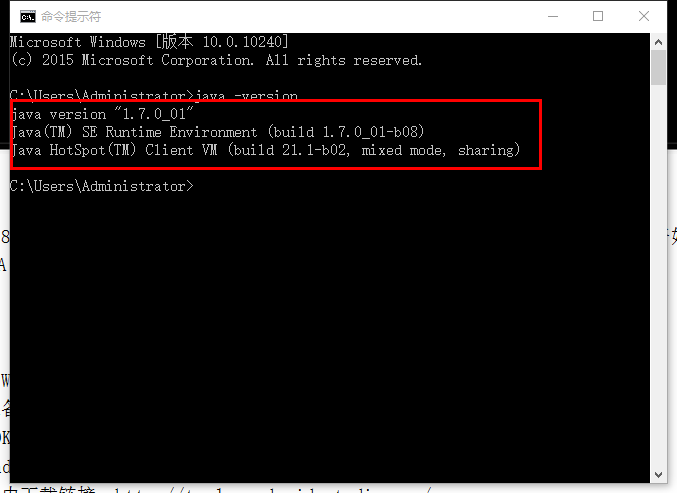 命令提示符
Microsoft Windows [版本 10.0.10240]
(c) 2015 Microsoft Corporation. All rights reserved.
C:\Users\Administrator>java -version
java version "1.7.0_01"
Java(TM) SE Runtime Environment (build 1.7.0_01-b08)
Java HotSpot(TM) Client VM (build 21.1-b02, mixed mode, sharing)
C:\Users\Administrator>
8
A
W